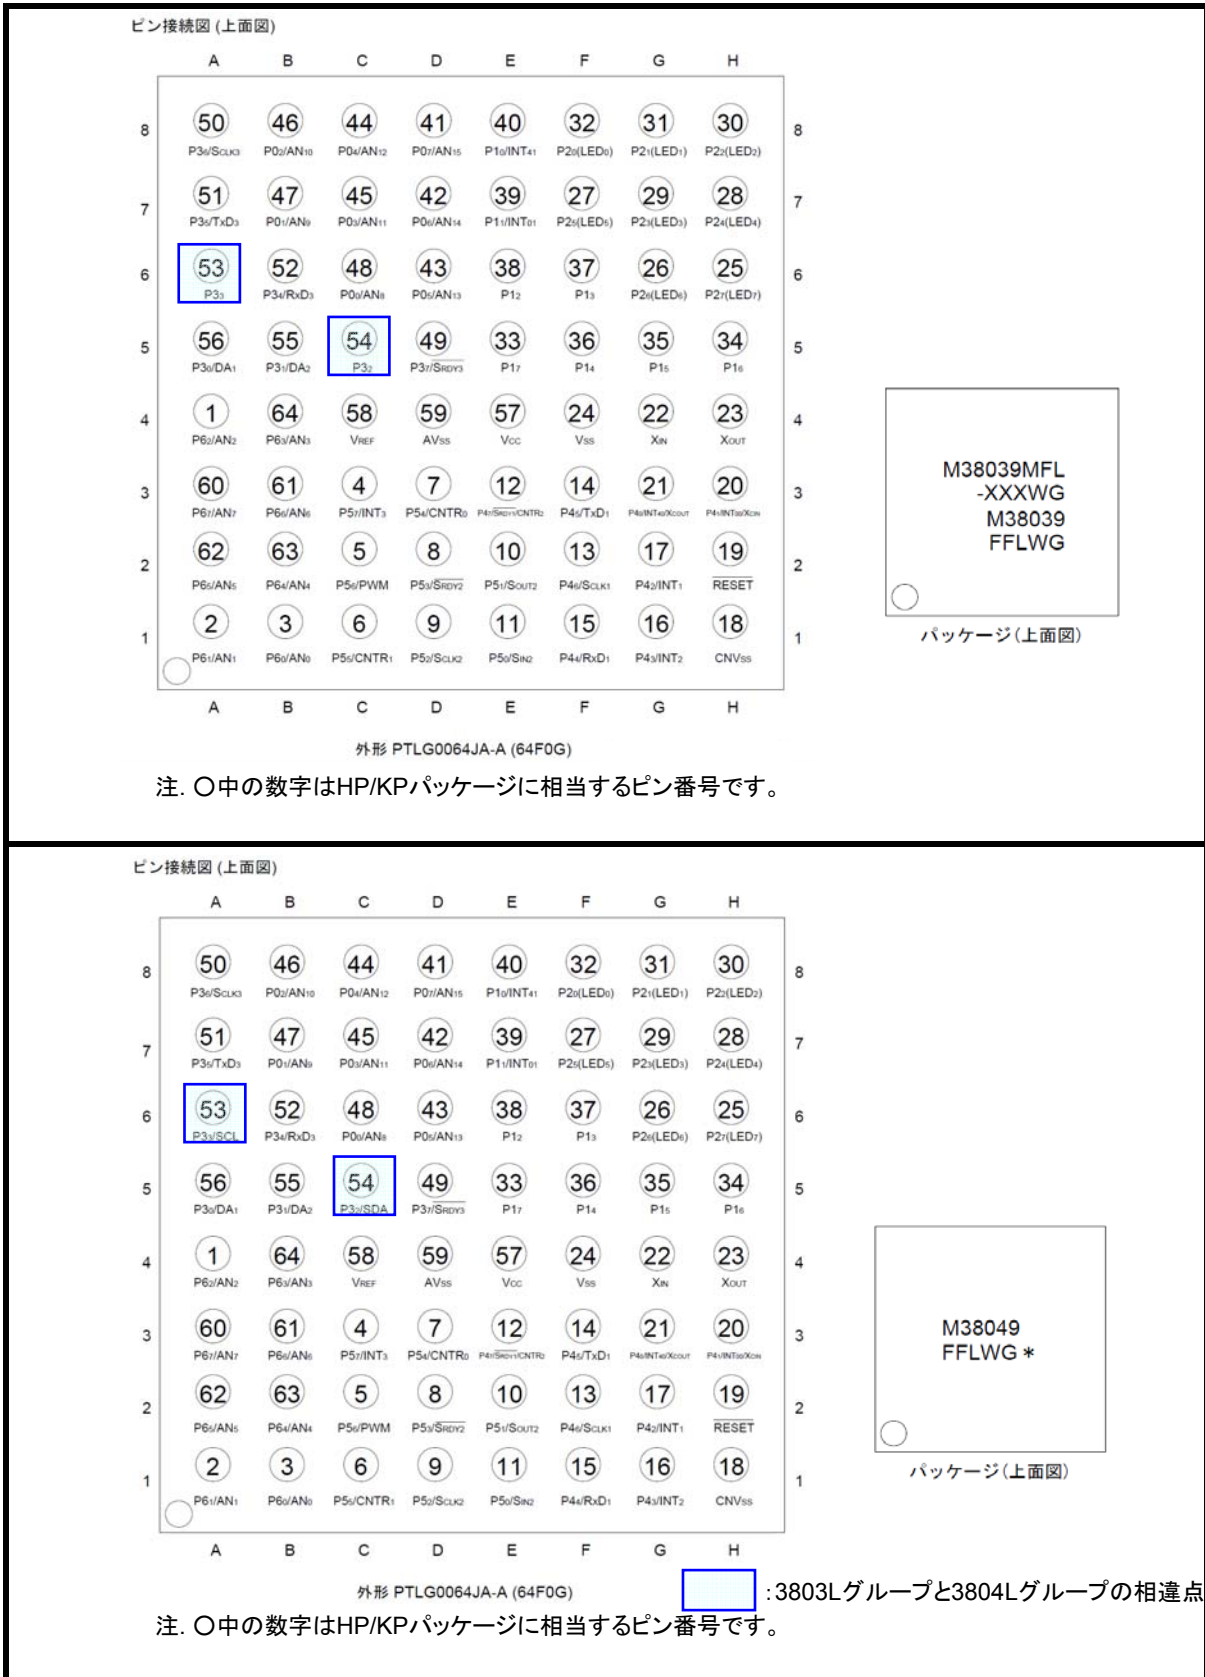 ピン接続図 (上面図)
A B C D E F G H
8 50 46 44 41 40 32 31 30 8
P36/SCLK3 P02/AN10 P04/AN12 P07/AN15 P10/INT41 P20(LED0) P21(LED1) P22(LED2)
7 51 47 45 42 39 27 29 28 7
P35/TxD3 P01/AN9 P03/AN11 P06/AN14 P11/INT01 P25(LED5) P23(LED3) P24(LED4)
6 53 52 48 43 38 37 26 25 6
P33 P34/RxD3 P00/AN8 P05/AN13 P12 P13 P26(LED6) P27(LED7)
5 56 55 54 49 33 36 35 34 5
P30/DA1 P31/DA2 P32 P37/SRDY3 P17 P14 P15 P16
4 1 64 58 59 57 24 22 23 4
P62/AN2 P63/AN3 VREF AVSS VCC VSS XIN XOUT
3 60 61 4 7 12 14 21 20 3
P67/AN7 P66/AN6 P57/INT3 P54/CNTR0 P47/SRDY1/CNTR2 P45/TxD1 P40/INT40/XCOUT P41/INT00/XCIN
2 62 63 5 8 10 13 17 19 2
P65/AN5 P64/AN4 P56/PWM P53/SRDY2 P51/SOUT2 P46/SCLK1 P42/INT1 RESET
1 2 3 6 9 11 15 16 18 1
P61/AN1 P60/AN0 P55/CNTR1 P52/SCLK2 P50/SIN2 P44/RxD1 P43/INT2 CNVSS
A B C D E F G H
M38039MFL
-XXXWG
M38039
FFLWG
パッケージ(上面図)
外形 PTLG0064JA-A (64F0G)
注. ○中の数字はHP/KPパッケージに相当するピン番号です。
ピン接続図 (上面図)
A B C D E F G H
8 50 46 44 41 40 32 31 30 8
P36/SCLK3 P02/AN10 P04/AN12 P07/AN15 P10/INT41 P20(LED0) P21(LED1) P22(LED2)
7 51 47 45 42 39 27 29 28 7
P35/TxD3 P01/AN9 P03/AN11 P06/AN14 P11/INT01 P25(LED5) P23(LED3) P24(LED4)
6 53 52 48 43 38 37 26 25 6
P33/SCL P34/RxD3 P00/AN8 P05/AN13 P12 P13 P26(LED6) P27(LED7)
5 56 55 54 49 33 36 35 34 5
P30/DA1 P31/DA2 P32/SDA P37/SRDY3 P17 P14 P15 P16
4 1 64 58 59 57 24 22 23 4
P62/AN2 P63/AN3 VREF AVSS VCC VSS XIN XOUT
3 60 61 4 7 12 14 21 20 3
P67/AN7 P66/AN6 P57/INT3 P54/CNTR0 P47/SRDY1/CNTR2 P45/TxD1 P40/INT40/XCOUT P41/INT00/XCIN
2 62 63 5 8 10 13 17 19 2
P65/AN5 P64/AN4 P56/PWM P53/SRDY2 P51/SOUT2 P46/SCLK1 P42/INT1 RESET
1 2 3 6 9 11 15 16 18 1
P61/AN1 P60/AN0 P55/CNTR1 P52/SCLK2 P50/SIN2 P44/RxD1 P43/INT2 CNVSS
A B C D E F G H
M38049
FFLWG *
パッケージ(上面図)
外形 PTLG0064JA-A (64F0G)
:3803Lグループと3804Lグループの相違点
注. ○中の数字はHP/KPパッケージに相当するピン番号です。